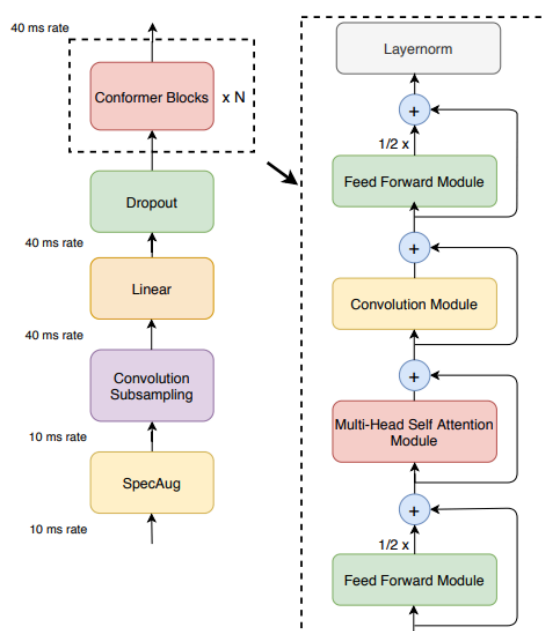 40 ms rate
Conformer Blocks
x N
Dropout
40 ms rate
Linear
40 ms rate
Convolution
Subsampling
10 ms rate
SpecAug
10 ms rate
Layernorm
+
1/2 x
Feed Forward Module
+
Convolution Module
+
Multi-Head Self Attention
Module
+
1/2 x
Feed Forward Module